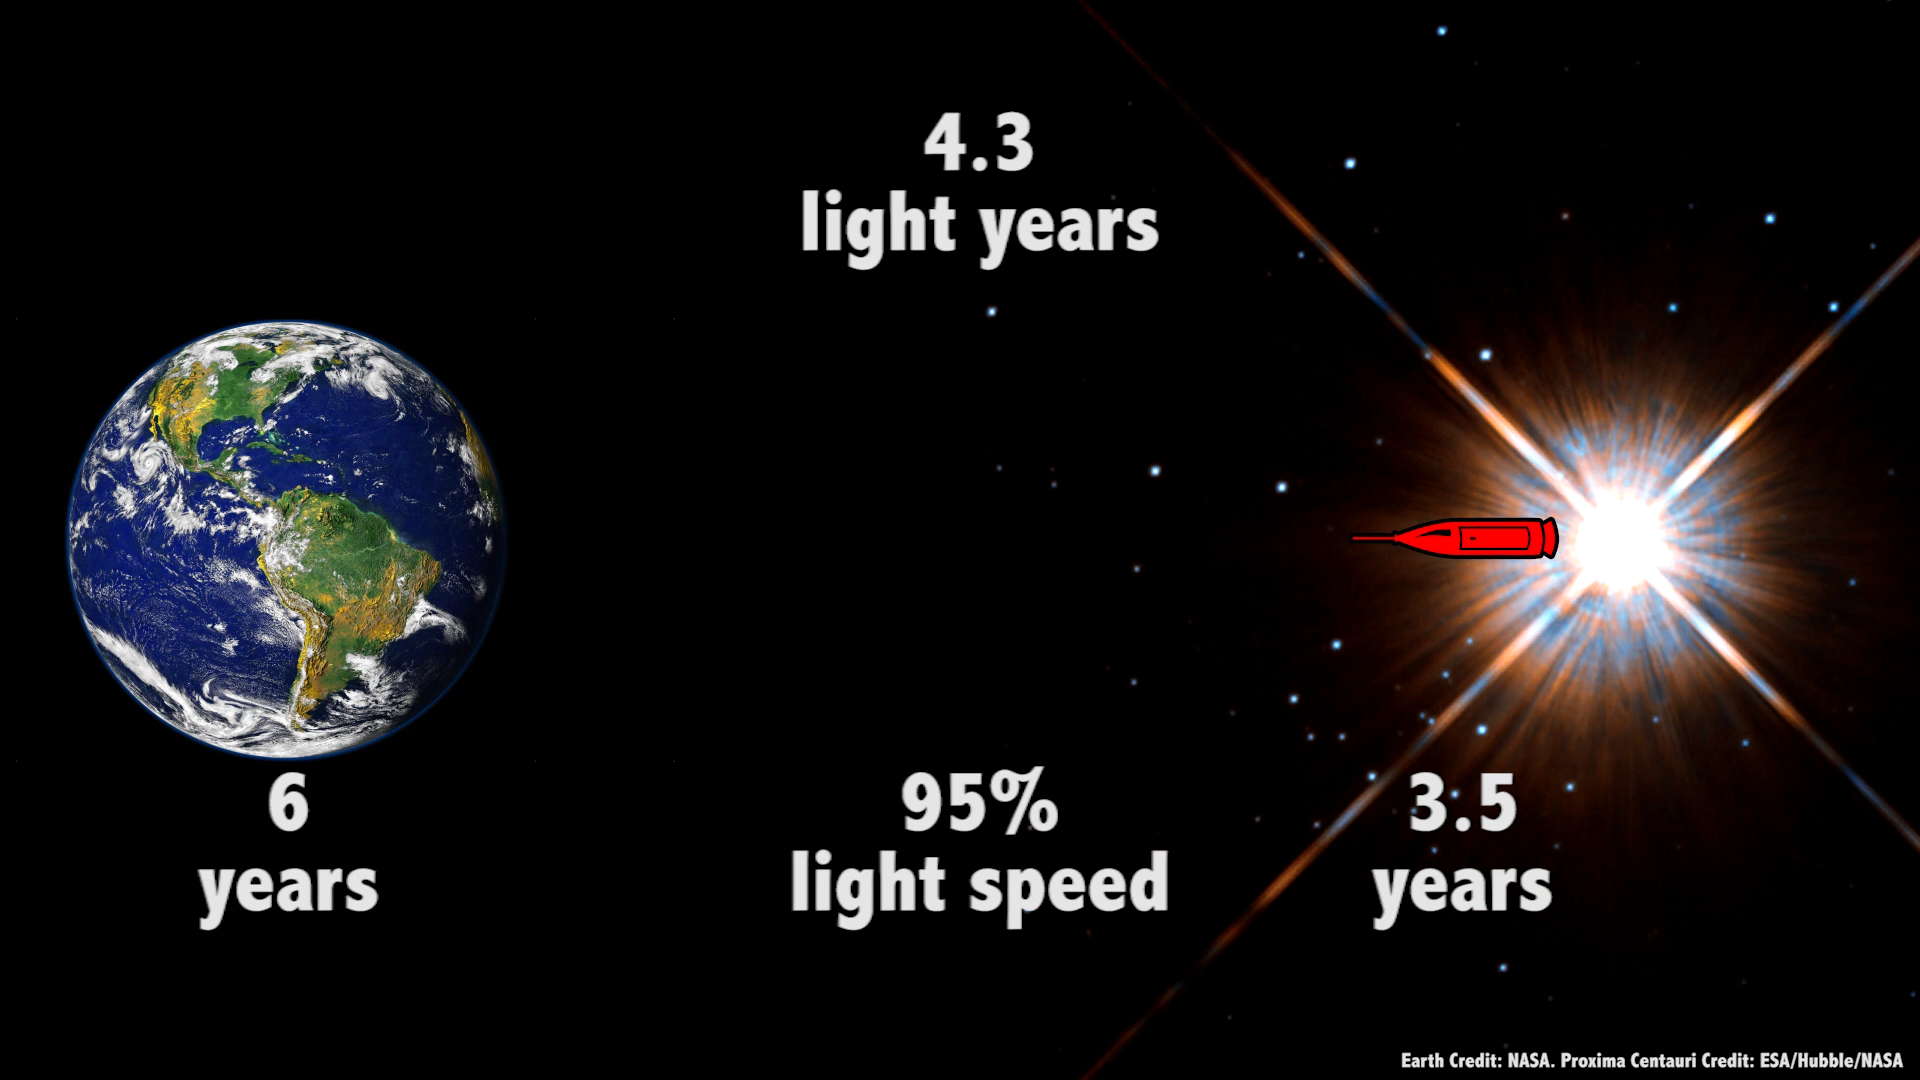 4.3
light years
6
years
95%
light speed
3.5
years
Earth Credit: NASA. Proxima Centauri Credit: ESA/Hubble/NASA